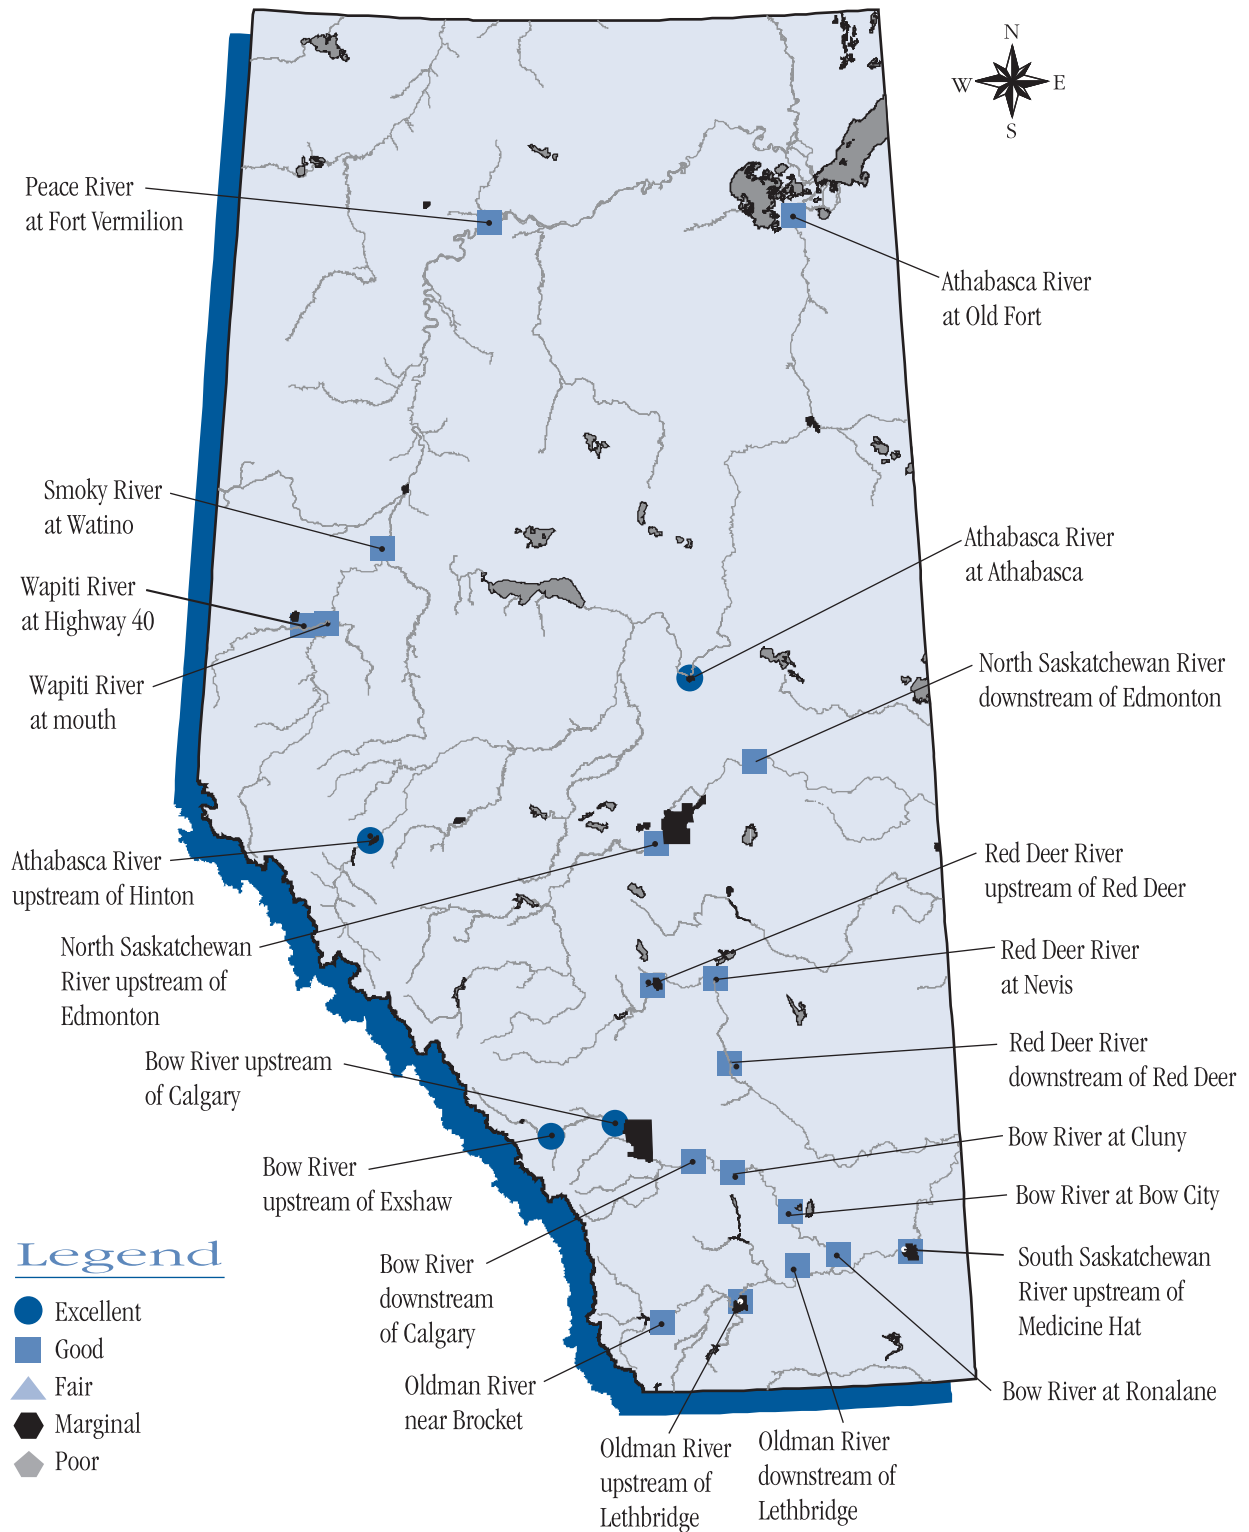 N
W
E
S
Peace River
at Fort Vermilion
Athabasca River
at Old Fort
Smoky River
at Watino
Athabasca River
at Athabasca
Wapiti River
at Highway 40
North Saskatchewan River
downstream of Edmonton
Wapiti River
at mouth
Athabasca River
upstream of Hinton
Red Deer River
upstream of Red Deer
North Saskatchewan
River upstream of
Edmonton
Red Deer River
at Nevis
Bow River upstream
of Calgary
Red Deer River
downstream of Red Deer
Bow River at Cluny
Bow River
upstream of Exshaw
Bow River at Bow City
Bow River
downstream
of Calgary
South Saskatchewan
River upstream of
Medicine Hat
Oldman River
near Brocket
Bow River at Ronalane
Oldman River
upstream of
Lethbridge
Oldman River
downstream of
Lethbridge
Legend
Excellent
Good
Fair
Marginal
Poor